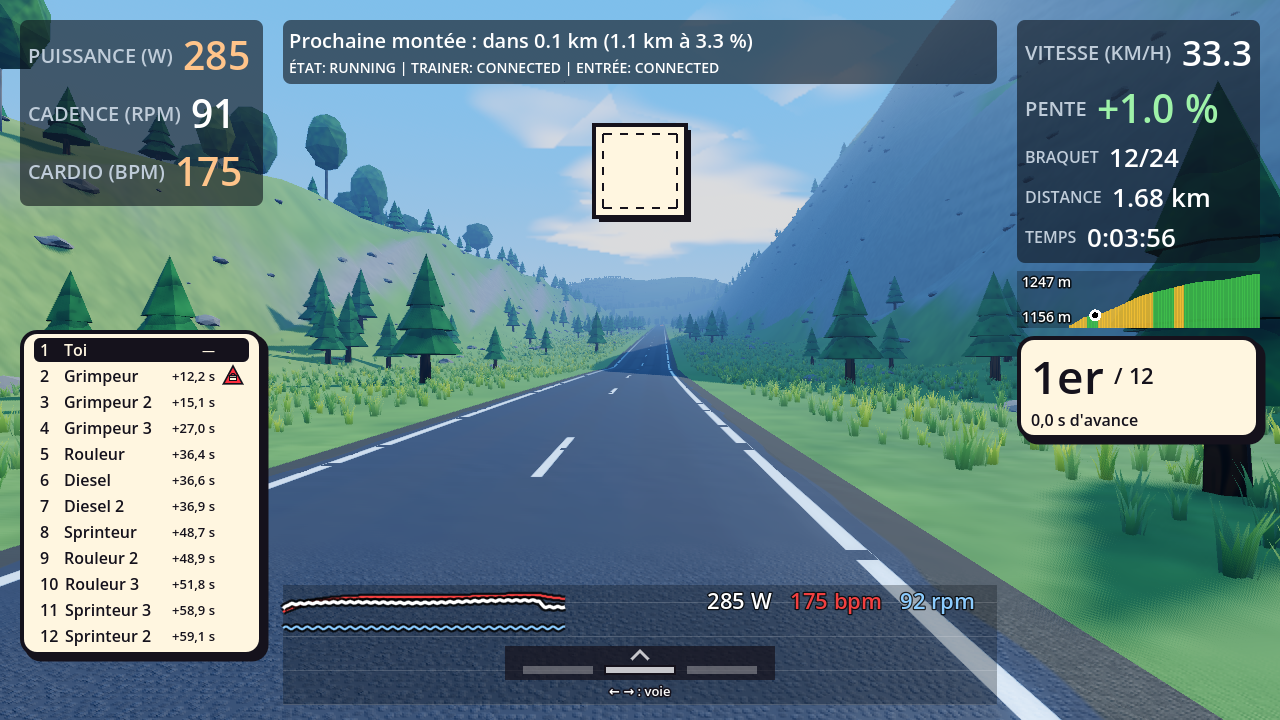 PUISSANCE (W) 285
CADENCE (RPM) 91
CARDIO (BPM) 175
Prochaine montée : dans 0.1 km (1.1 km à 3.3 %)
ÉTAT: RUNNING | TRAINER: CONNECTED | ENTRÉE: CONNECTED
VITESSE (KM/H) 33.3
PENTE +1.0 %
BRAQUET 12/24
DISTANCE 1.68 km
TEMPS 0:03:56
1247 m
1156 m
1er / 12
0,0 s d'avance
1 Toi —
2 Grimpeur +12,2 s
3 Grimpeur 2 +15,1 s
4 Grimpeur 3 +27,0 s
5 Rouleur +36,4 s
6 Diesel +36,6 s
7 Diesel 2 +36,9 s
8 Sprinteur +48,7 s
9 Rouleur 2 +48,9 s
10 Rouleur 3 +51,8 s
11 Sprinteur 3 +58,9 s
12 Sprinteur 2 +59,1 s
285 W 175 bpm 92 rpm
← → : voie